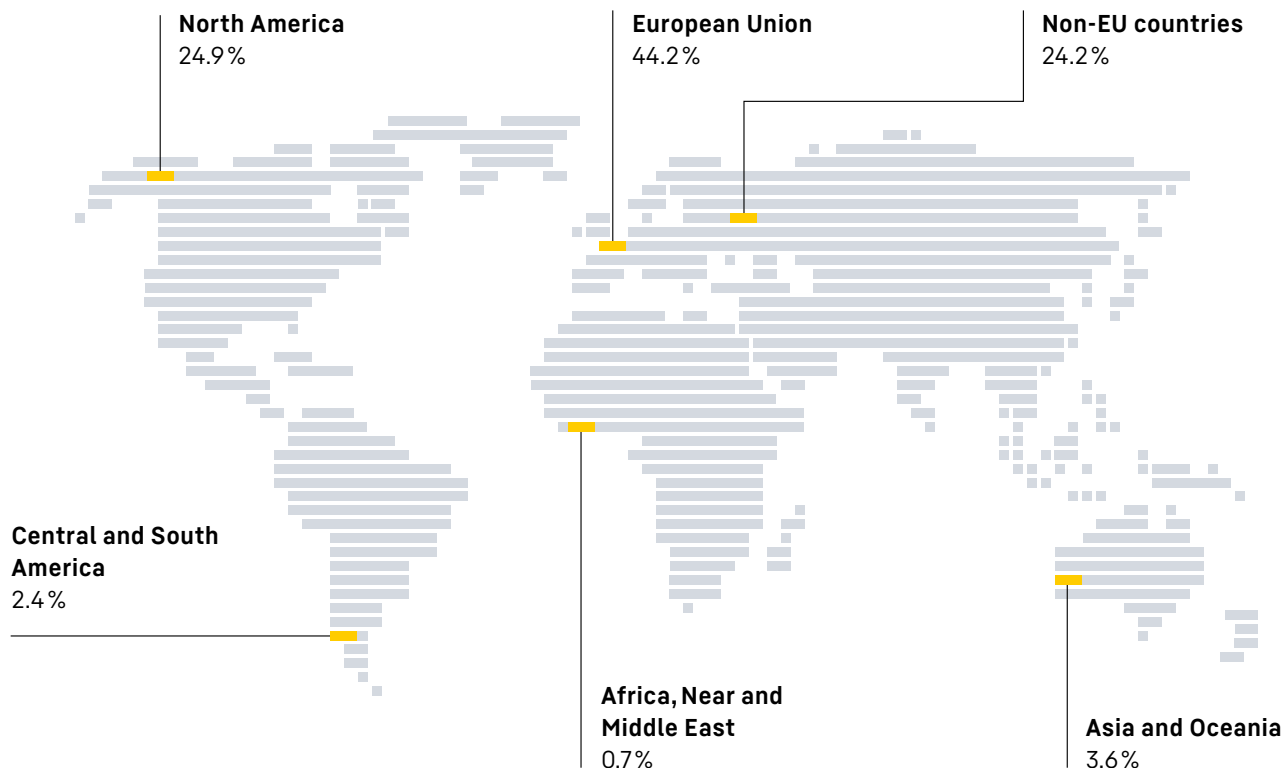 North America
24.9 %
European Union
44.2 %
Non-EU countries
24.2 %
Central and South
America
2.4 %
Africa, Near and
Middle East
0.7 %
Asia and Oceania
3.6 %